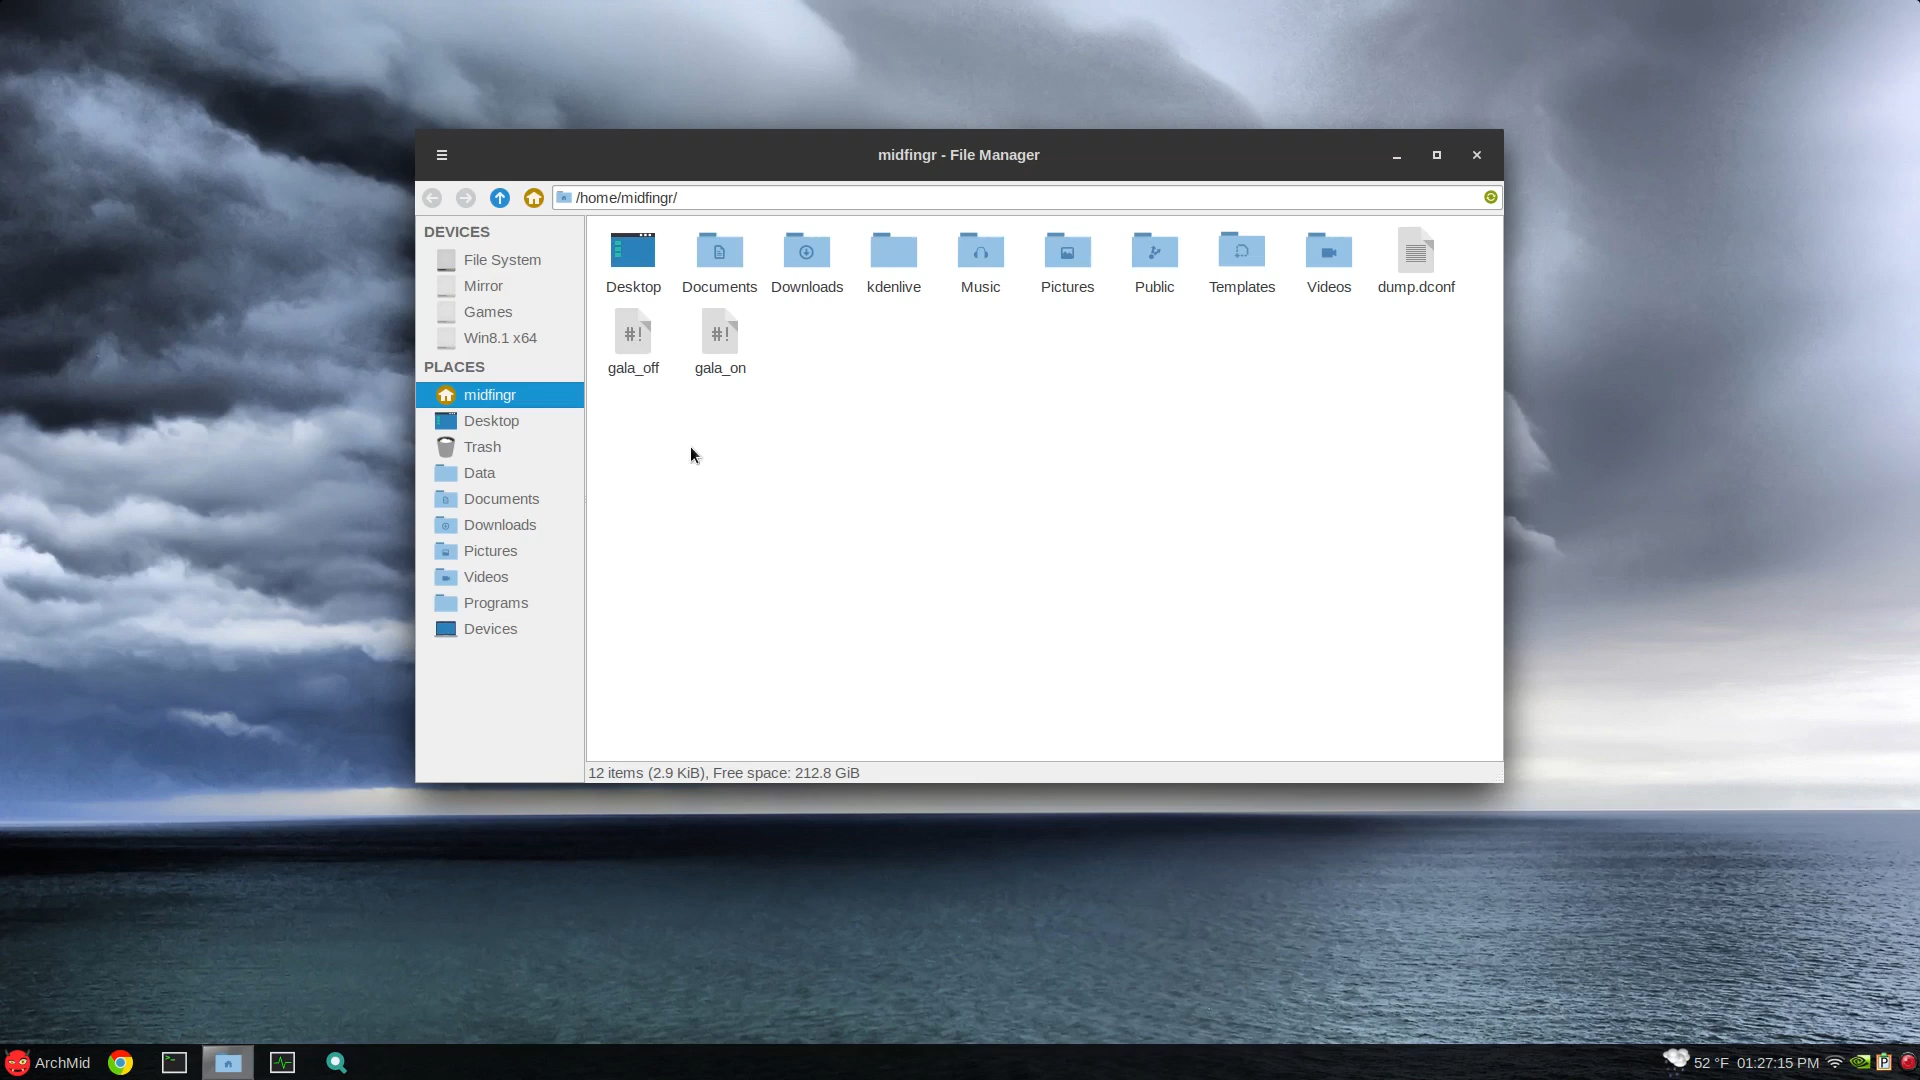 midfingr - File Manager
/home/midfingr/
DEVICES
File System
Mirror
Games
Win8.1 x64
PLACES
midfingr
Desktop
Trash
Data
Documents
Downloads
Pictures
Videos
Programs
Devices
Desktop Documents Downloads kdenlive Music Pictures Public Templates Videos dump.dconf
#! #!
gala_off gala_on
12 items (2.9 KiB), Free space: 212.8 GiB
ArchMid >_ 52 °F 01:27:15 PM P